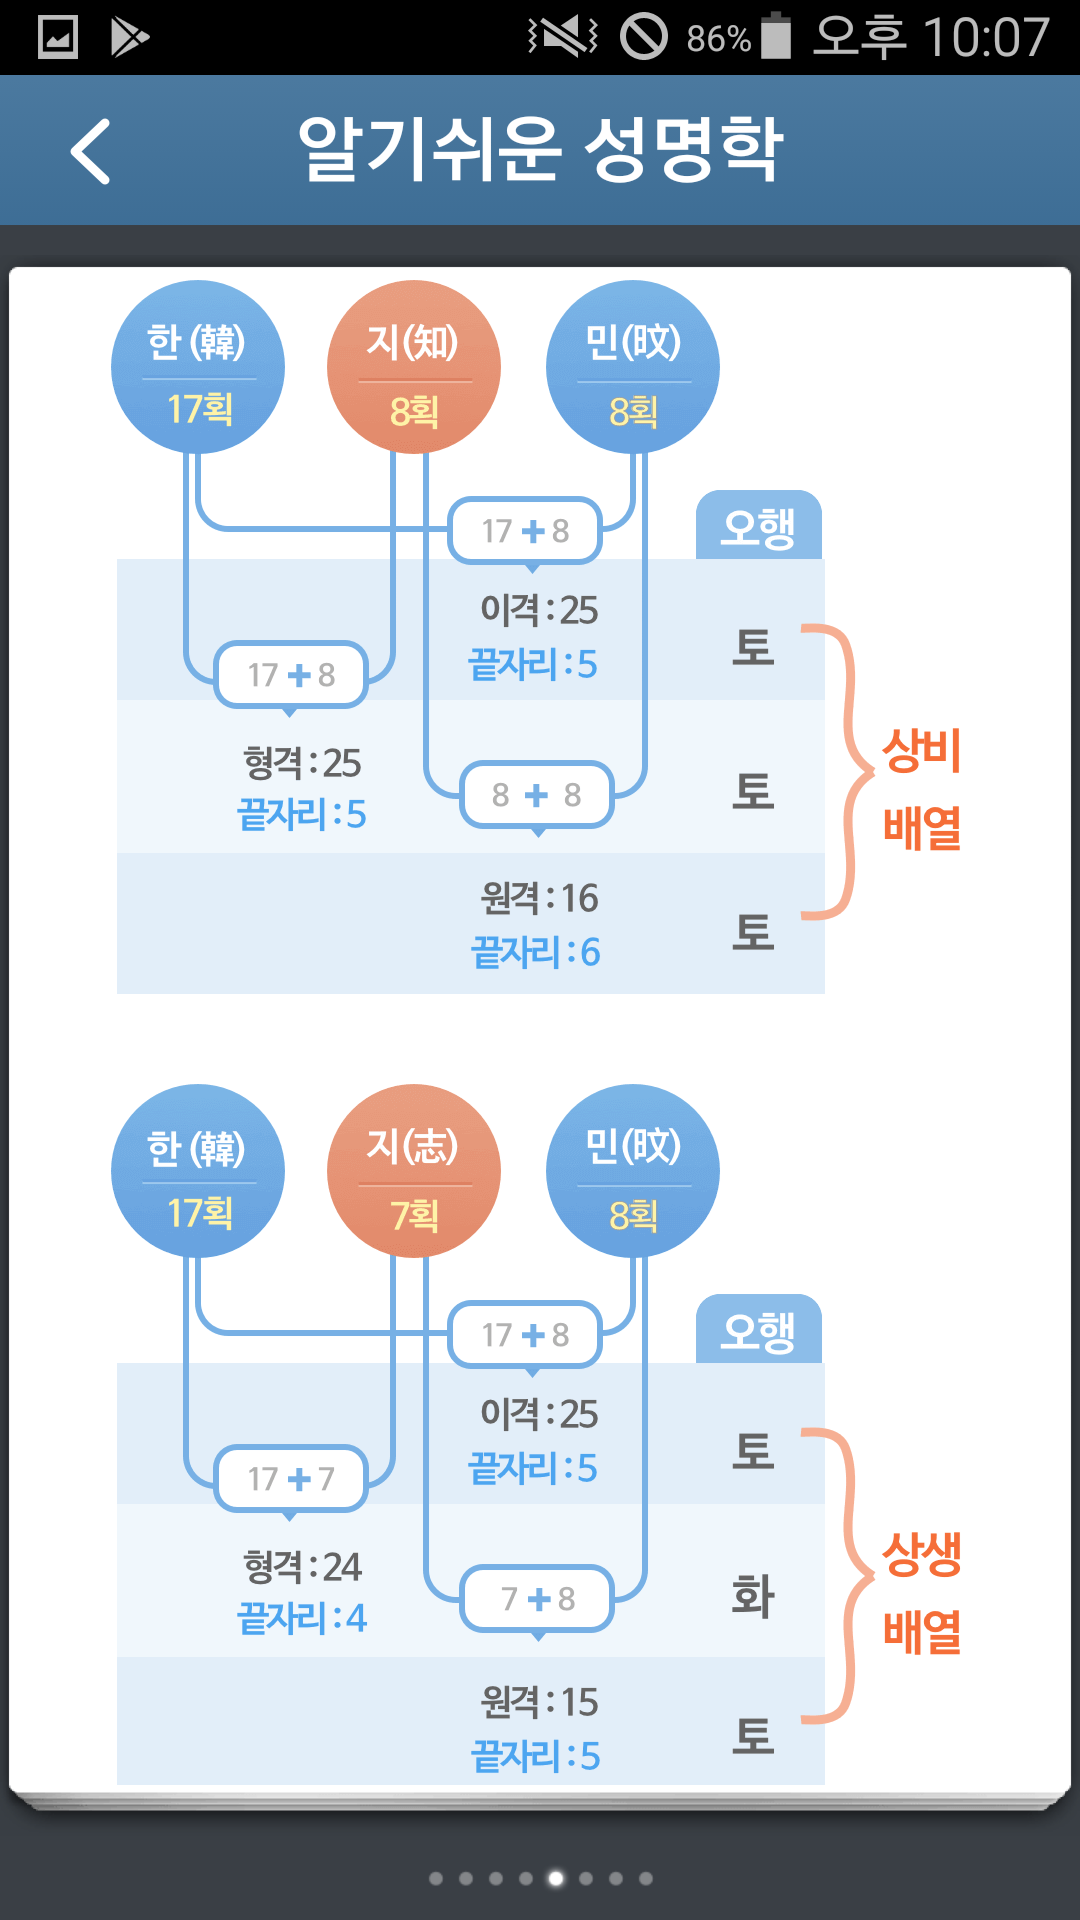 86% 오후 10:07
알기쉬운 성명학
한(韓) 지(知) 민(旼)
17획 8획 8획
17 + 8 오행
이격 : 25
끝자리 : 5 토
17 + 8
상비
배열
형격 : 25
끝자리 : 5
8 + 8 토
원격 : 16
끝자리 : 6 토
한(韓) 지(志) 민(旼)
17획 7획 8획
17 + 8 오행
이격 : 25
끝자리 : 5 토
17 + 7
상생
배열
형격 : 24
끝자리 : 4
7 + 8 화
원격 : 15
끝자리 : 5 토